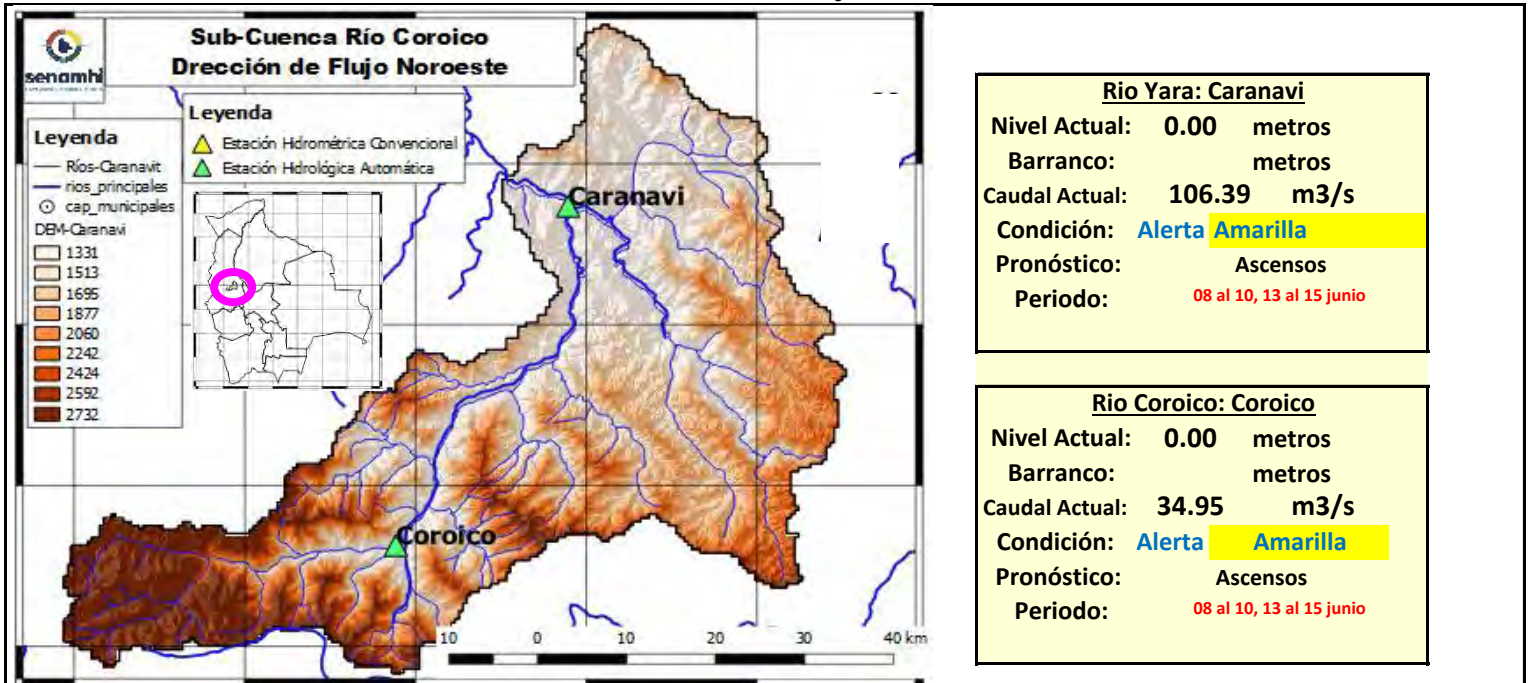 senamhi
Sub-Cuenca Río Coroico
Drección de Flujo Noroeste
Leyenda
Estación Hidrométrica Convencional
Estación Hidrológica Automática
Leyenda
Ríos-Caranavit
rios_principales
cap_municipales
DEM-Caranavi
1331
1513
1695
1877
2060
2242
2424
2592
2732
Caranavi
Coroico
10 0 10 20 30 40 km
Rio Yara: Caranavi
Nivel Actual: 0.00 metros
Barranco: metros
Caudal Actual: 106.39 m3/s
Condición: Alerta Amarilla
Pronóstico: Ascensos
Periodo: 08 al 10, 13 al 15 junio
Rio Coroico: Coroico
Nivel Actual: 0.00 metros
Barranco: metros
Caudal Actual: 34.95 m3/s
Condición: Alerta Amarilla
Pronóstico: Ascensos
Periodo: 08 al 10, 13 al 15 junio